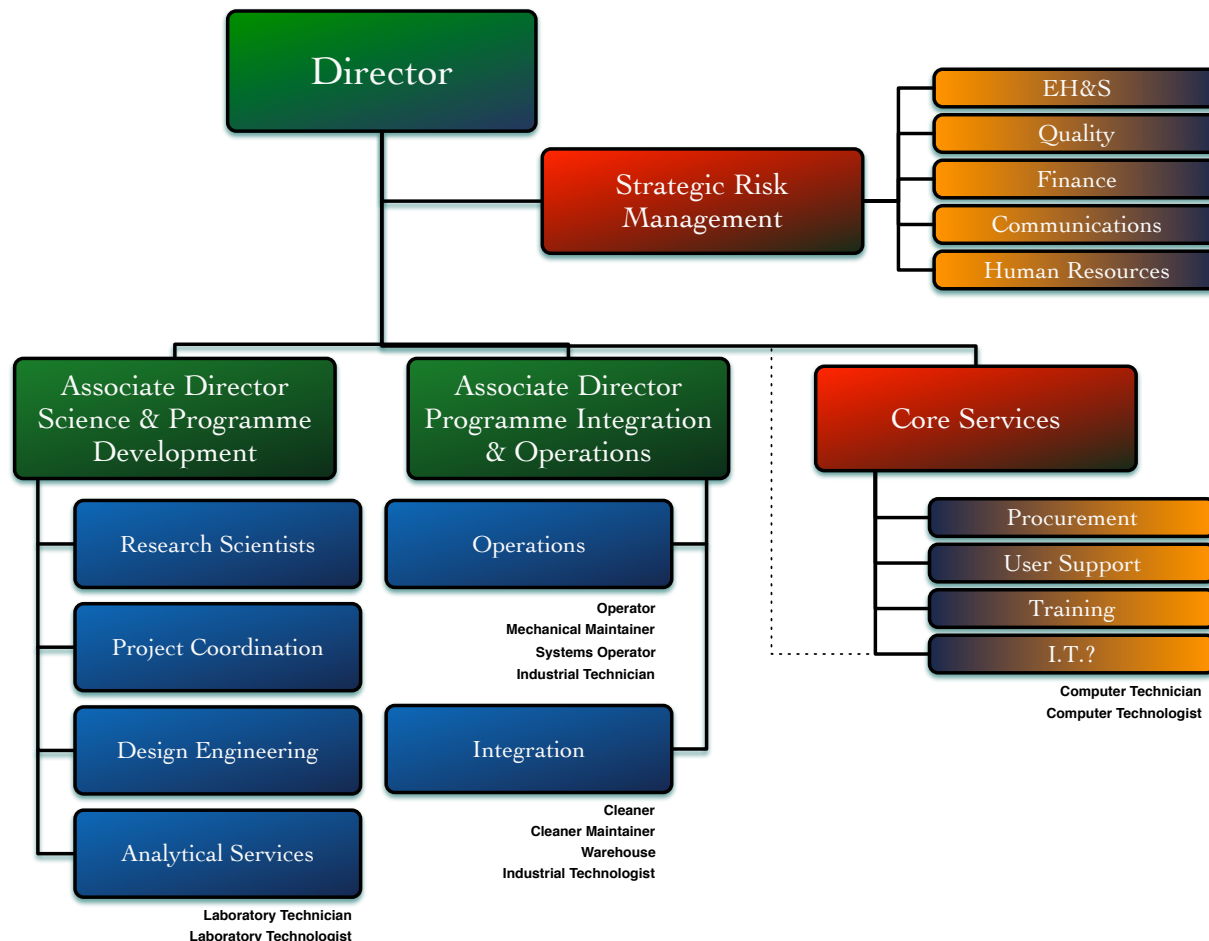 Director
EH&S
Quality
Finance
Communications
Human Resources
Strategic Risk
Management
Associate Director
Science & Programme
Development
Associate Director
Programme Integration
& Operations
Core Services
Research Scientists
Project Coordination
Design Engineering
Analytical Services
Laboratory Technician
Laboratory Technologist
Operations
Operator
Mechanical Maintainer
Systems Operator
Industrial Technician
Integration
Cleaner
Cleaner Maintainer
Warehouse
Industrial Technologist
Procurement
User Support
Training
I.T.?
Computer Technician
Computer Technologist